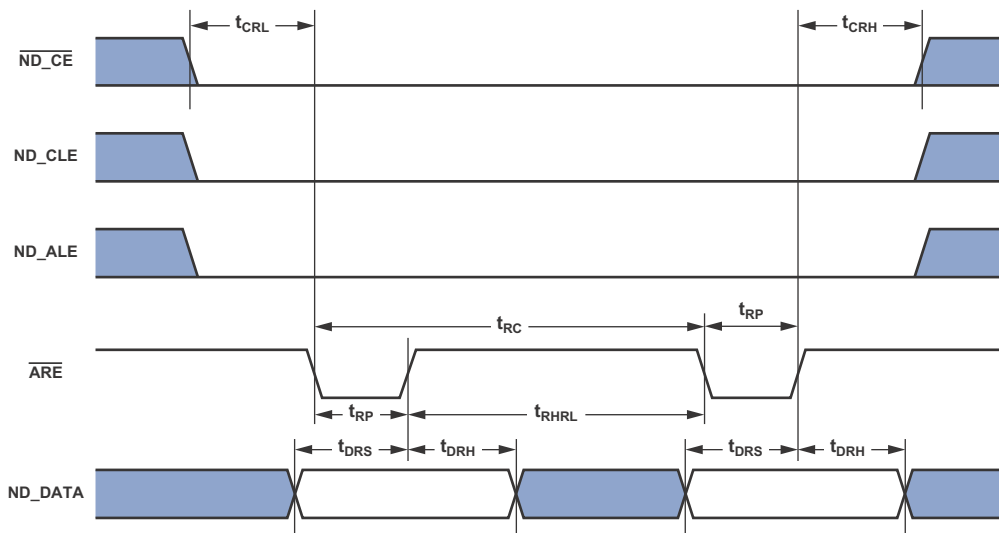 tCRL
tCRH
ND_CE
ND_CLE
ND_ALE
tRC
tRP
ARE
tRP
tRHRL
tDRS
tDRH
tDRS
tDRH
ND_DATA